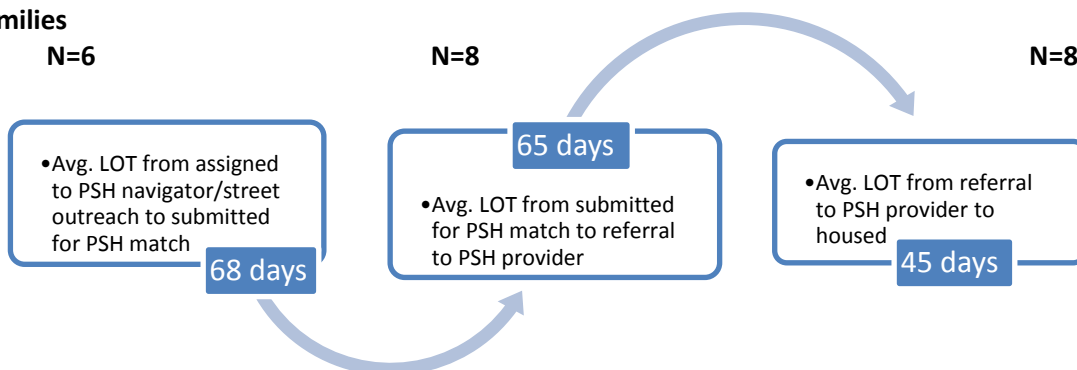 milies
N=6 N=8 N=8
•Avg. LOT from assigned
to PSH navigator/street
outreach to submitted
for PSH match
68 days
65 days
•Avg. LOT from submitted
for PSH match to referral
to PSH provider
•Avg. LOT from referral
to PSH provider to
housed
45 days